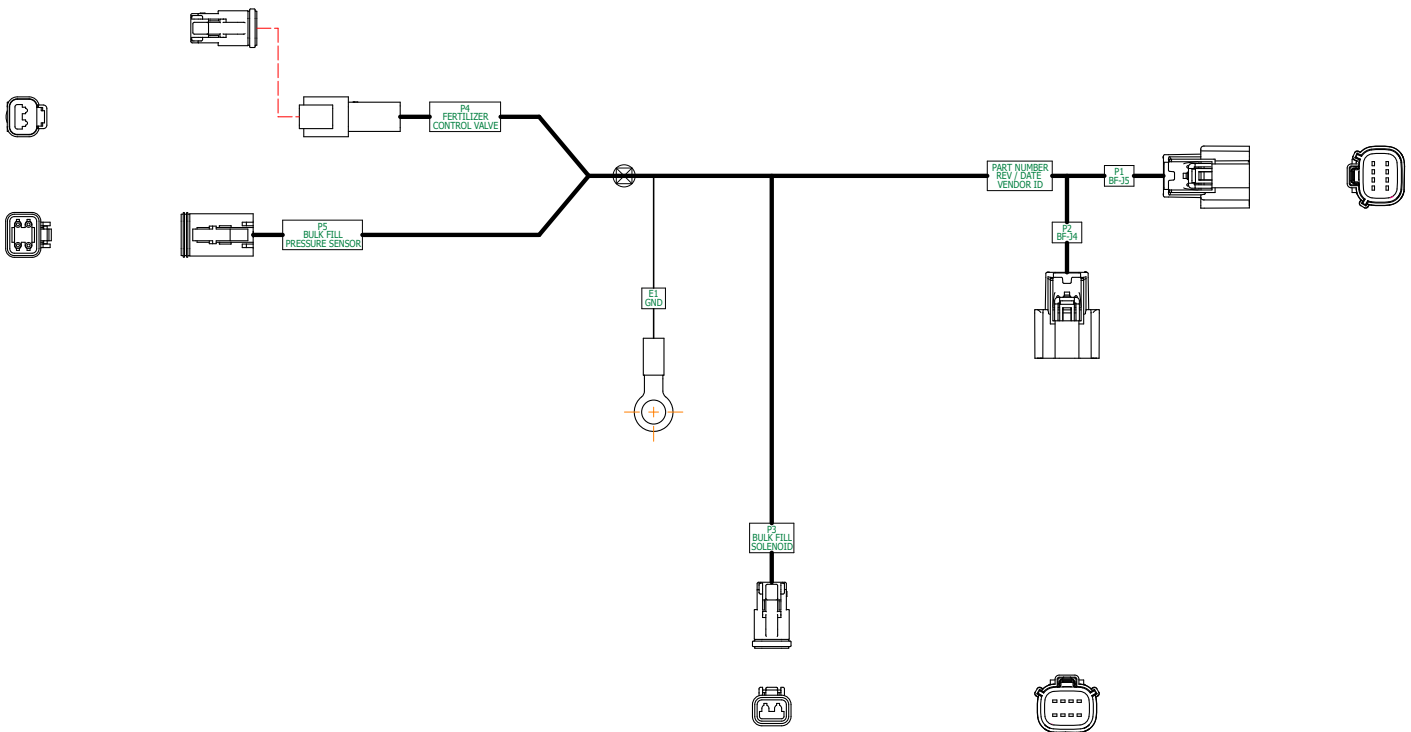 P4
FERTILIZER
CONTROL VALVE
PART NUMBER
REV / DATE
VENDOR ID
P1
BF-J5
P5
BULK FILL
PRESSURE SENSOR
P2
BF-J4
E1
GND
P3
BULK FILL
SOLENOID